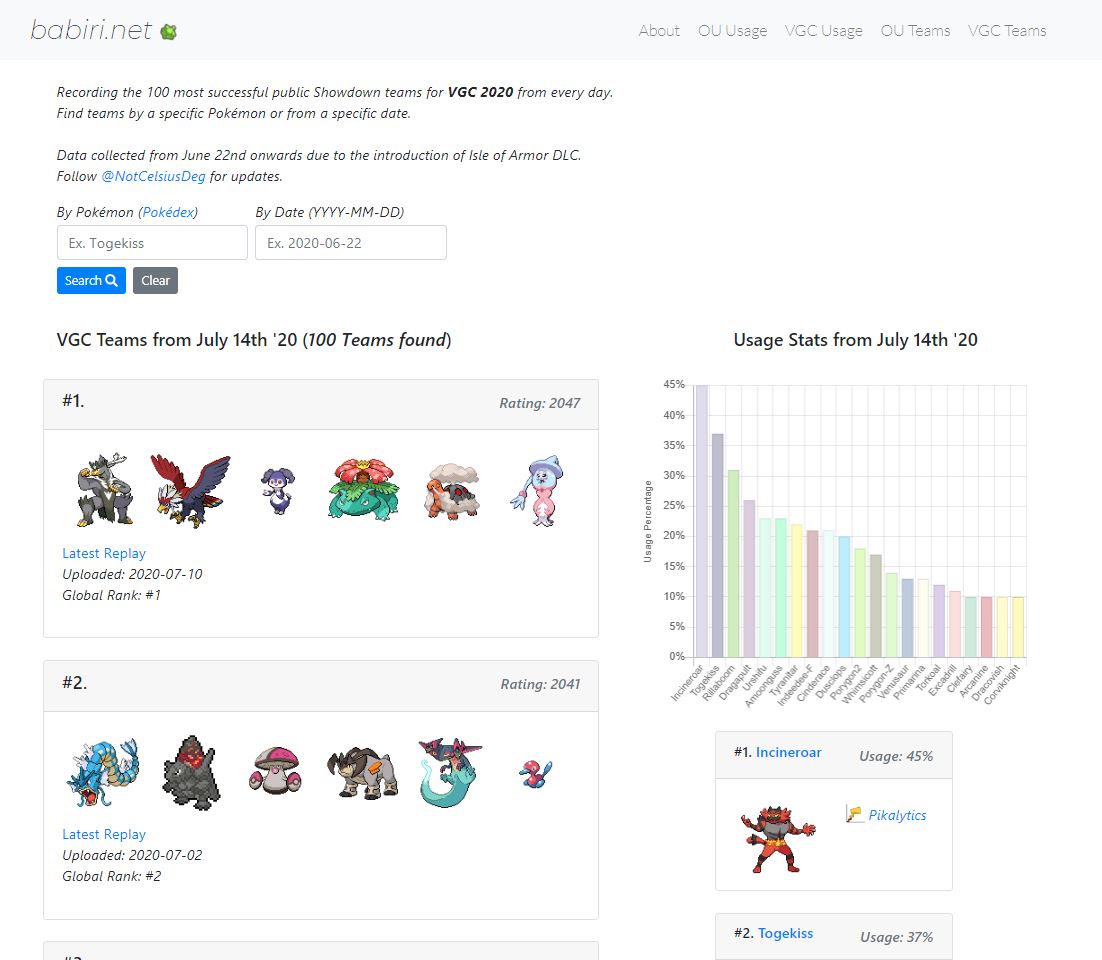 babiri.net
About OU Usage VGC Usage OU Teams VGC Teams
Recording the 100 most successful public Showdown teams for VGC 2020 from every day.
Find teams by a specific Pokémon or from a specific date.
Data collected from June 22nd onwards due to the introduction of Isle of Armor DLC.
Follow @NotCelsiusDeg for updates.
By Pokémon (Pokédex) By Date (YYYY-MM-DD)
Ex. Togekiss Ex. 2020-06-22
Search Clear
VGC Teams from July 14th '20 (100 Teams found)
#1. Rating: 2047
Latest Replay
Uploaded: 2020-07-10
Global Rank: #1
#2. Rating: 2041
Latest Replay
Uploaded: 2020-07-02
Global Rank: #2
Usage Stats from July 14th '20
Usage Percentage
45%
40%
35%
30%
25%
20%
15%
10%
5%
0%
Incineroar
Togekiss
Rillaboom
Dragapult
Urshifu
Amoonguss
Tyranitar
Indeedee-F
Cinderace
Dusclops
Porygon2
Whimsicott
Porygon-Z
Venusaur
Primarina
Torkoal
Excadrill
Clefairy
Arcanine
Dracovish
Corviknight
#1. Incineroar Usage: 45%
Pikalytics
#2. Togekiss Usage: 37%